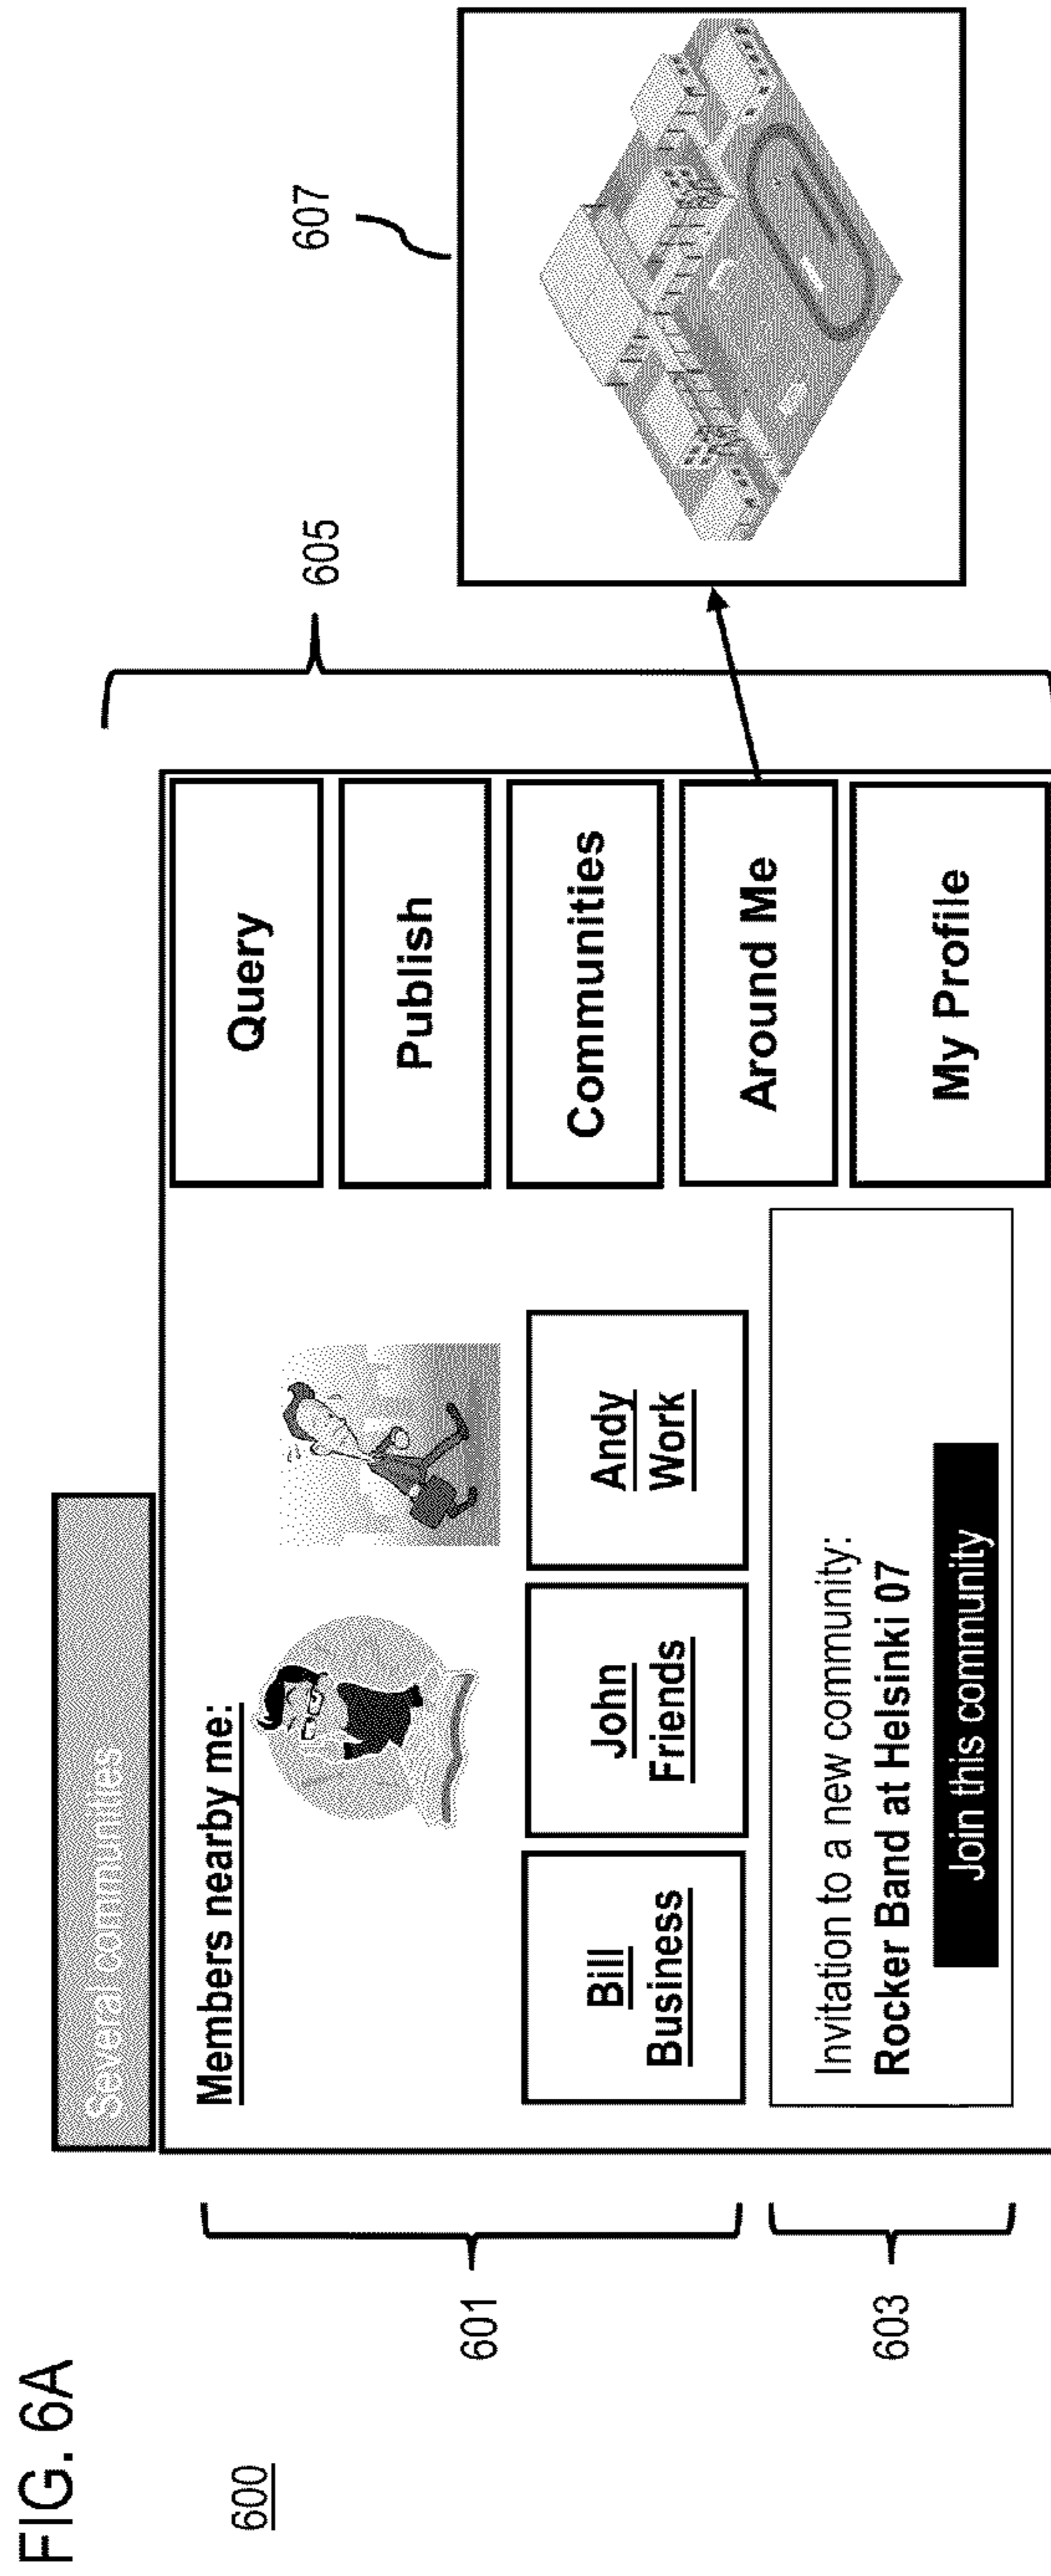 FIG. 6A
600
Several communities
Members nearby me:
Bill
Business
John
Friends
Andy
Work
Invitation to a new community:
Rocker Band at Helsinki 07
Join this community
Query
Publish
Communities
Around Me
My Profile
601
603
605
607